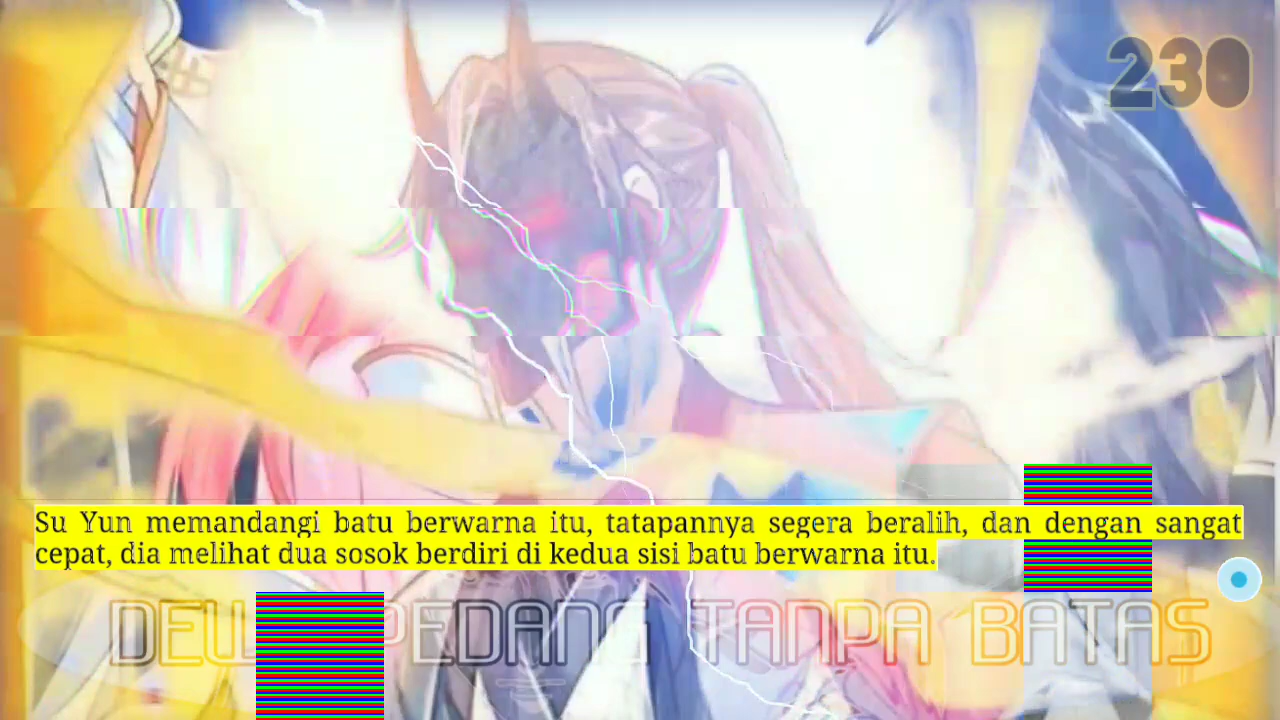 230
Su Yun memandangi batu berwarna itu, tatapannya segera beralih, dan dengan sangat
cepat, dia melihat dua sosok berdiri di kedua sisi batu berwarna itu.
PEDANG TANPA BATAS